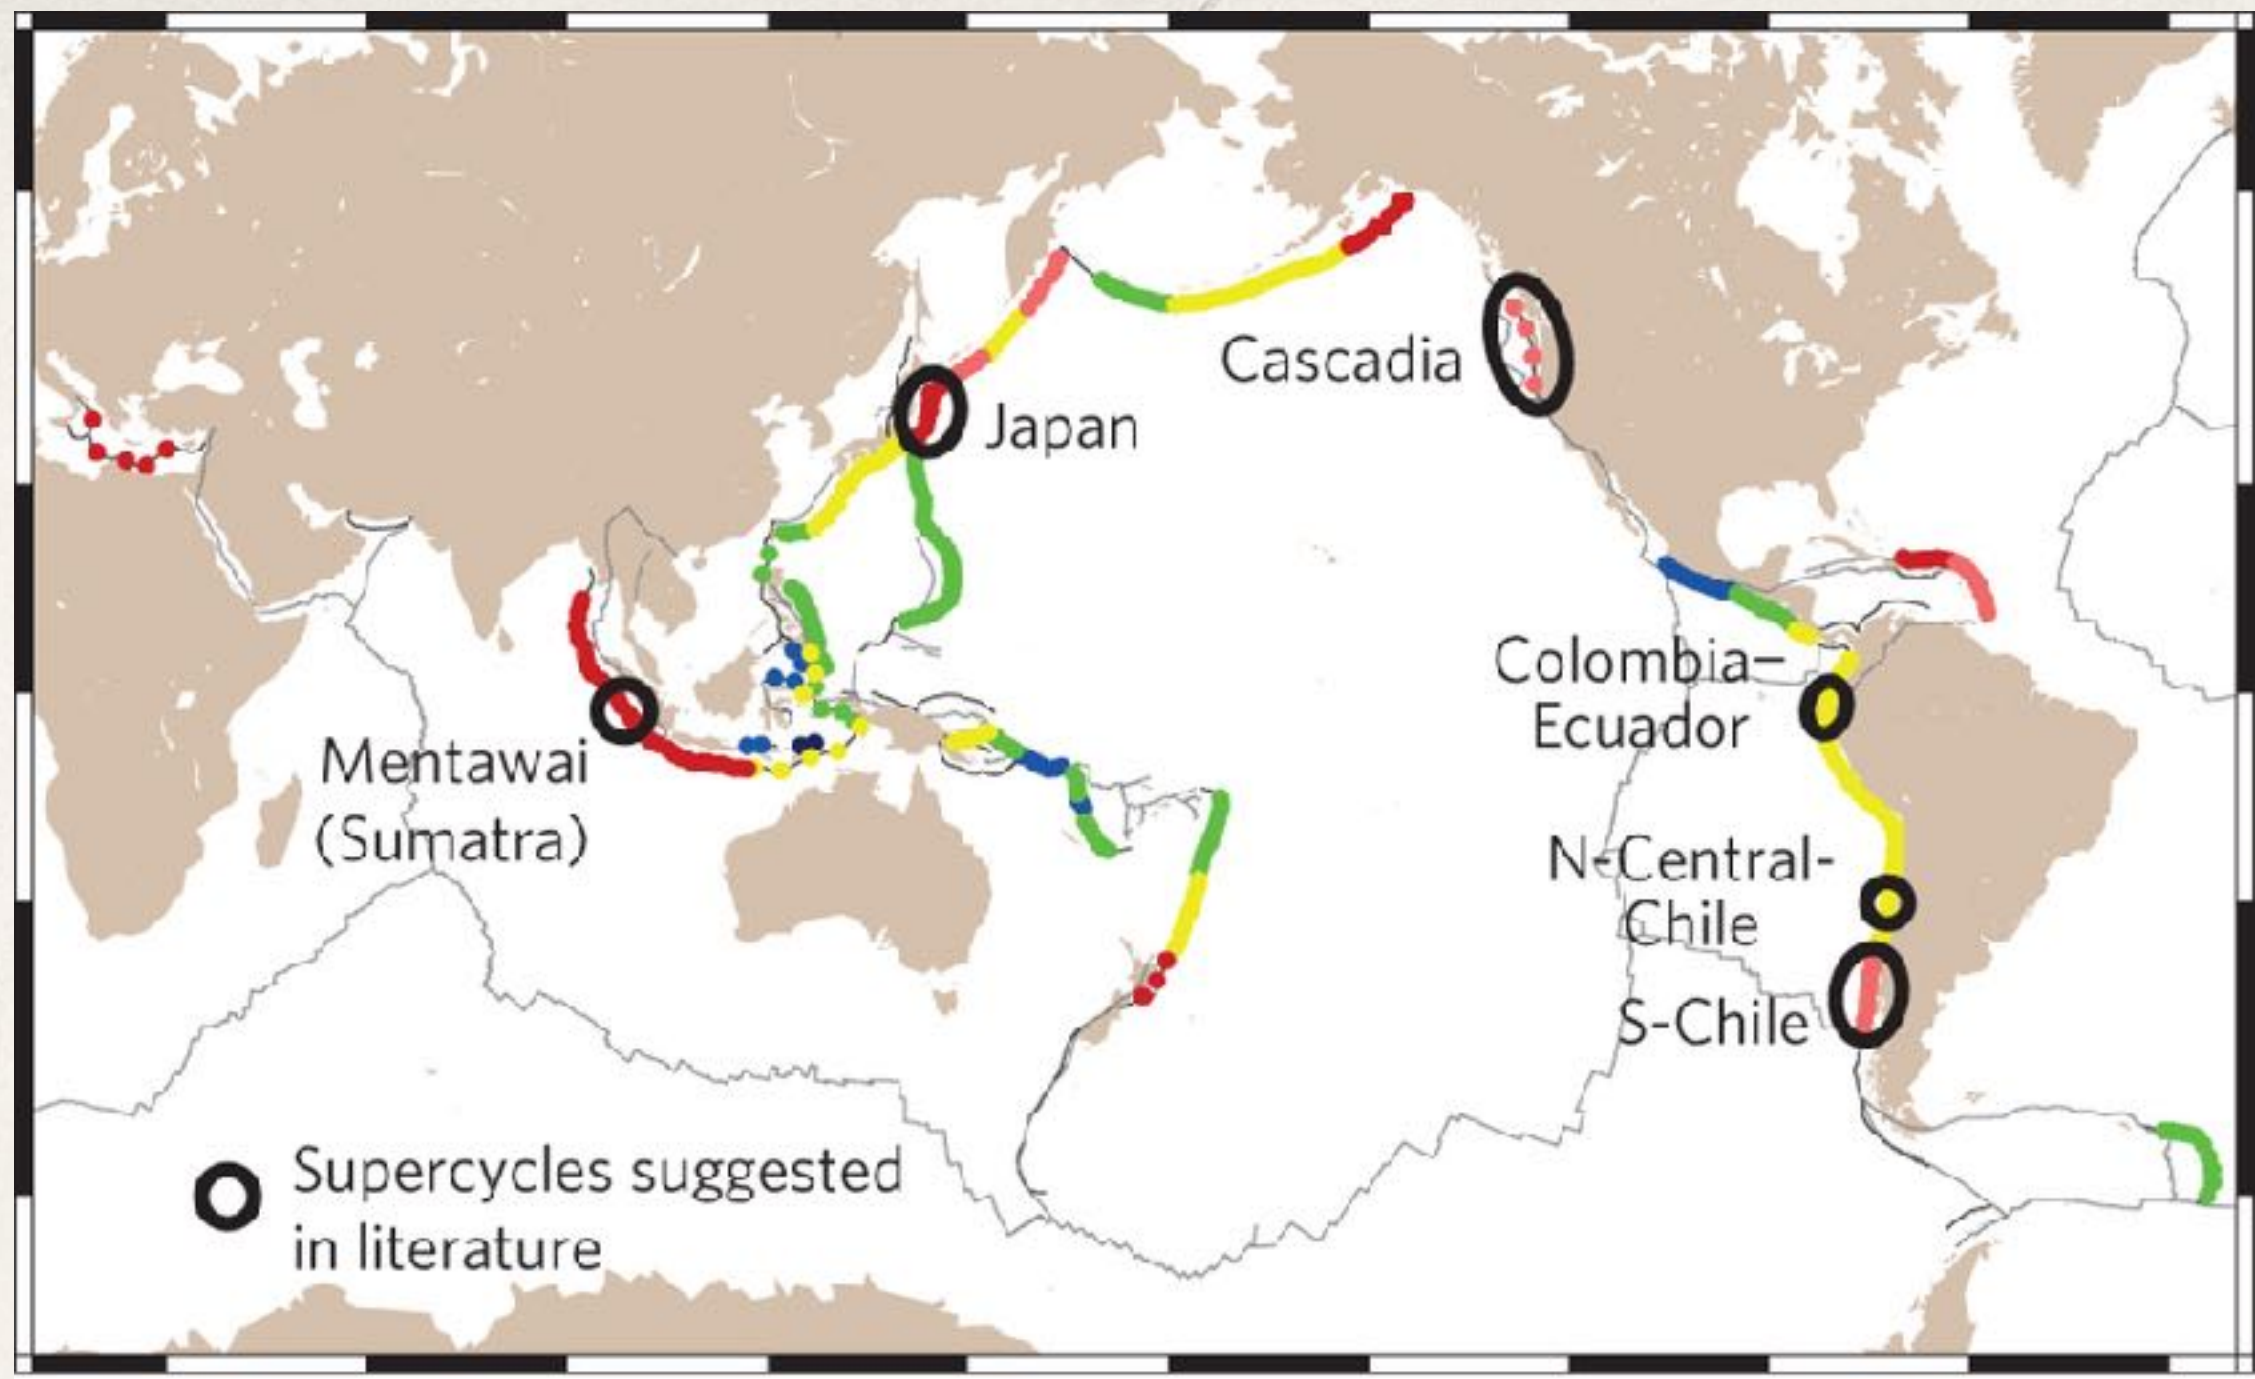 Cascadia
Japan
Colombia–
Ecuador
Mentawai
(Sumatra)
N-Central-
Chile
S-Chile
Supercycles suggested
in literature